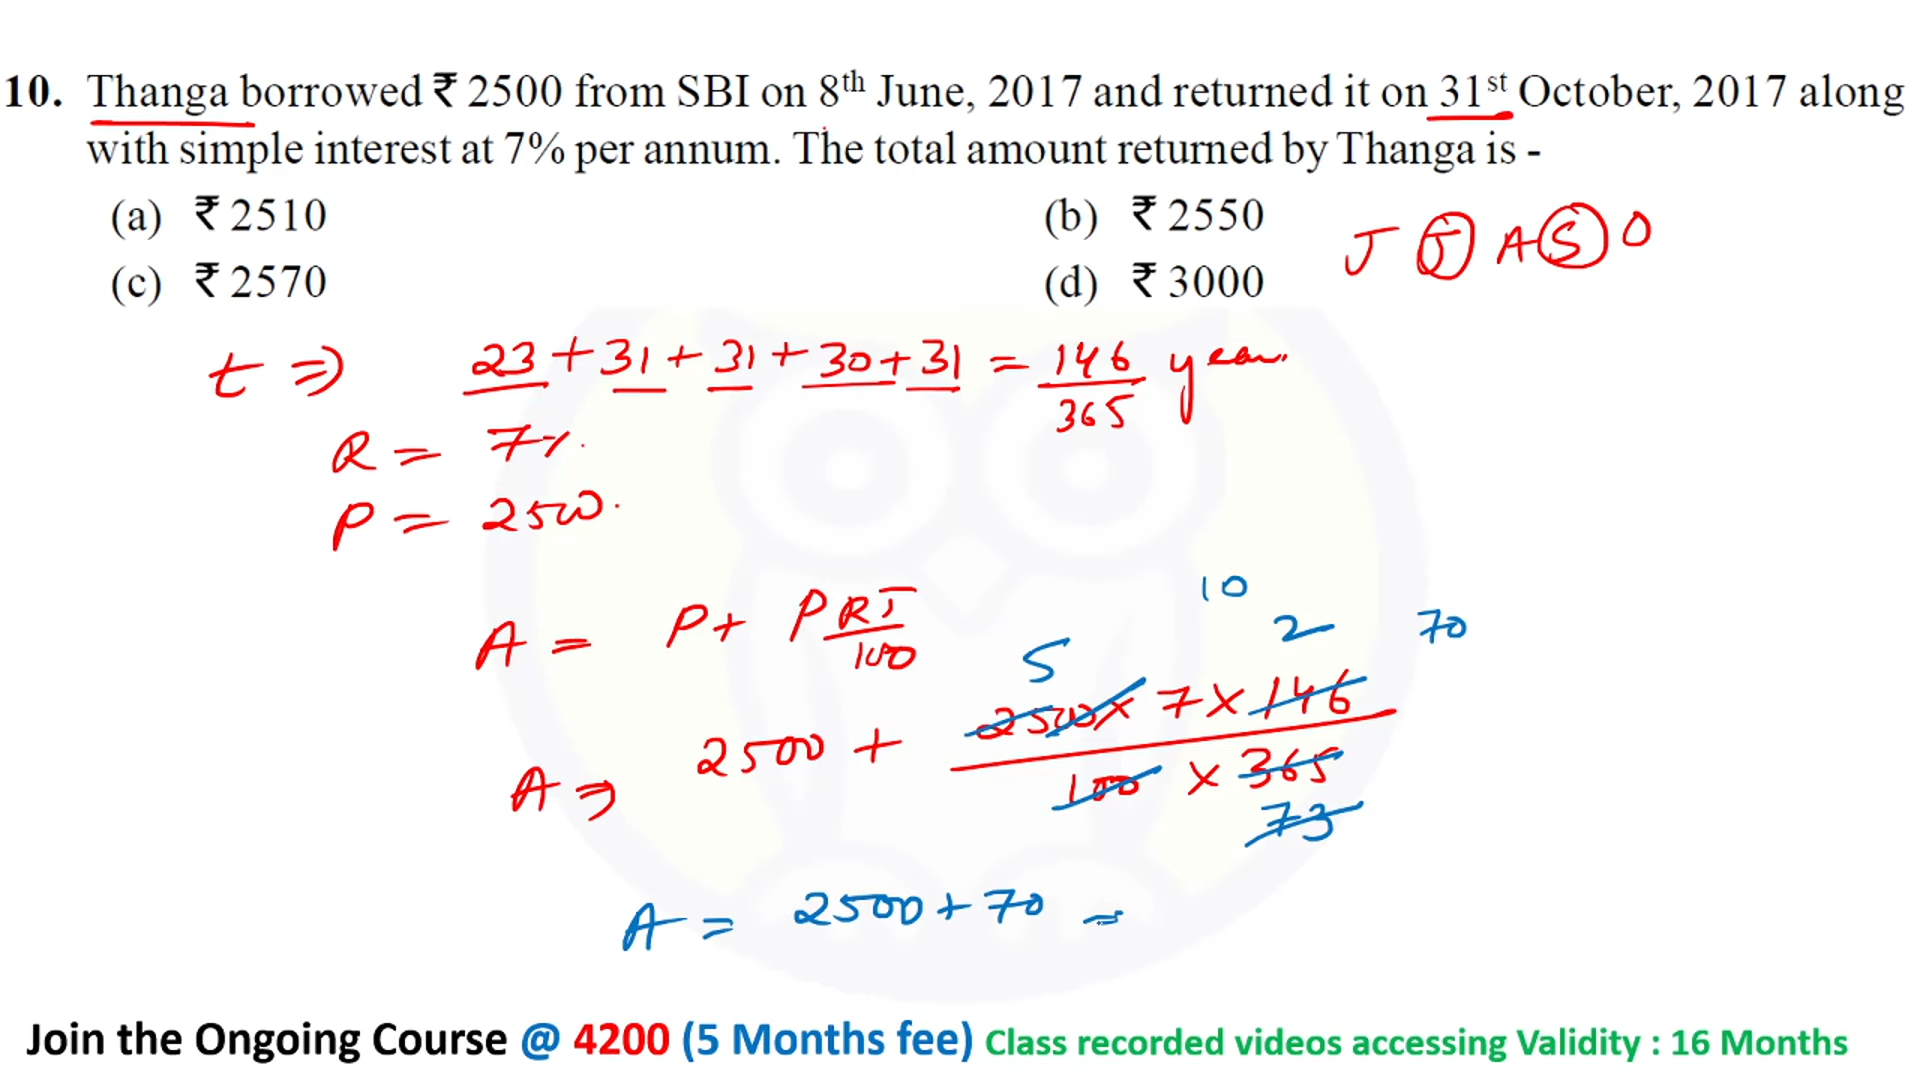 10. Thanga borrowed ₹ 2500 from SBI on 8th June, 2017 and returned it on 31st October, 2017 along
with simple interest at 7% per annum. The total amount returned by Thanga is -
(a) ₹ 2510 (b) ₹ 2550
(c) ₹ 2570 (d) ₹ 3000
J J A S O
t ⇒ 23 + 31 + 31 + 30 + 31 = 146/365 year.
R = 7%.
P = 2500.
A = P + PRT/100
10
5 2 70
A ⇒ 2500 + 2500 x 7 x 146
100 x 365
73
A = 2500 + 70 =
Join the Ongoing Course @ 4200 (5 Months fee) Class recorded videos accessing Validity : 16 Months